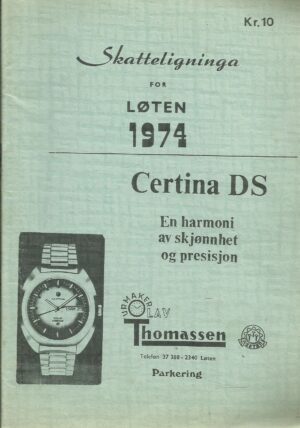 Kr. 10
Skatteligninga
FOR
LØTEN
1974
Certina DS
En harmoni
av skjønnhet
og presisjon
URMAKER
OLAV
Thomassen
Telefon 37 388 - 2340 Løten
Parkering